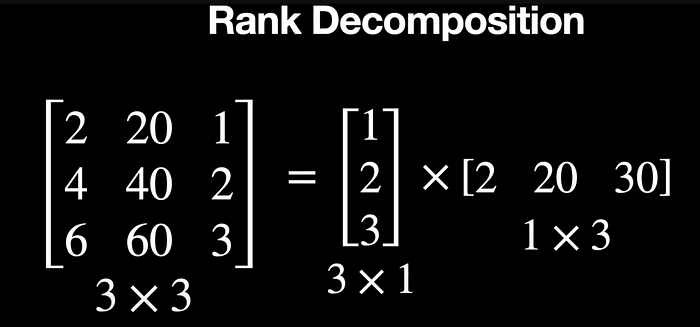 Rank Decomposition
[2 20 1
4 40 2
6 60 3] = [1
2
3] × [2 20 30]
3 × 3
3 × 1
1 × 3